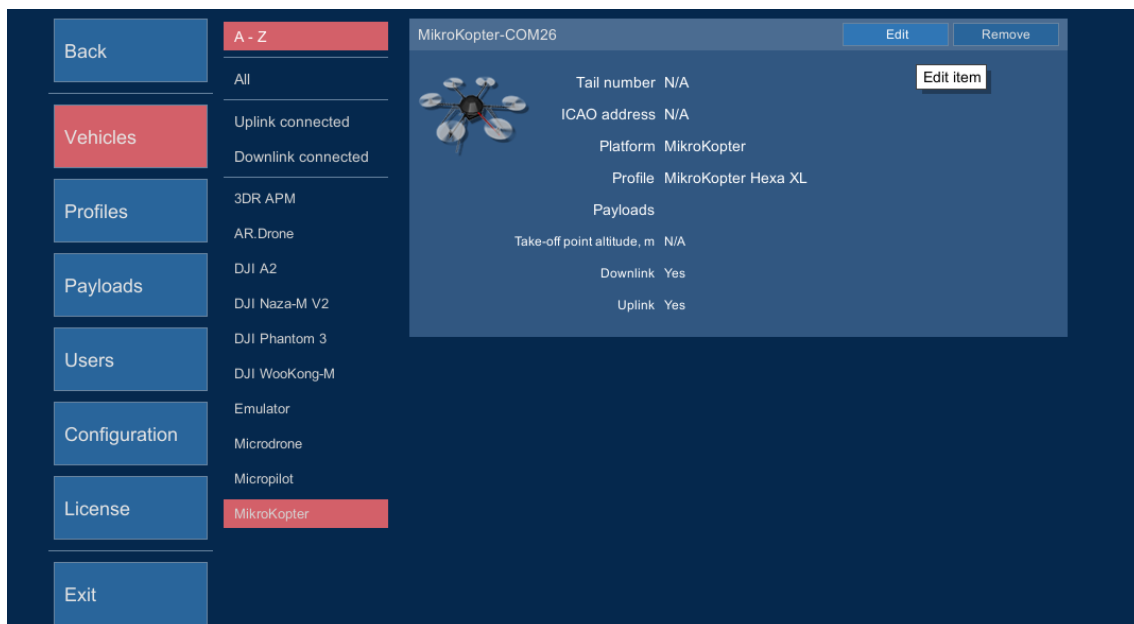 Back
Vehicles
Profiles
Payloads
Users
Configuration
License
Exit
A - Z
All
Uplink connected
Downlink connected
3DR APM
AR.Drone
DJI A2
DJI Naza-M V2
DJI Phantom 3
DJI WooKong-M
Emulator
Microdrone
Micropilot
MikroKopter
MikroKopter-COM26 Edit Remove
Edit item
Tail number N/A
ICAO address N/A
Platform MikroKopter
Profile MikroKopter Hexa XL
Payloads
Take-off point altitude, m N/A
Downlink Yes
Uplink Yes